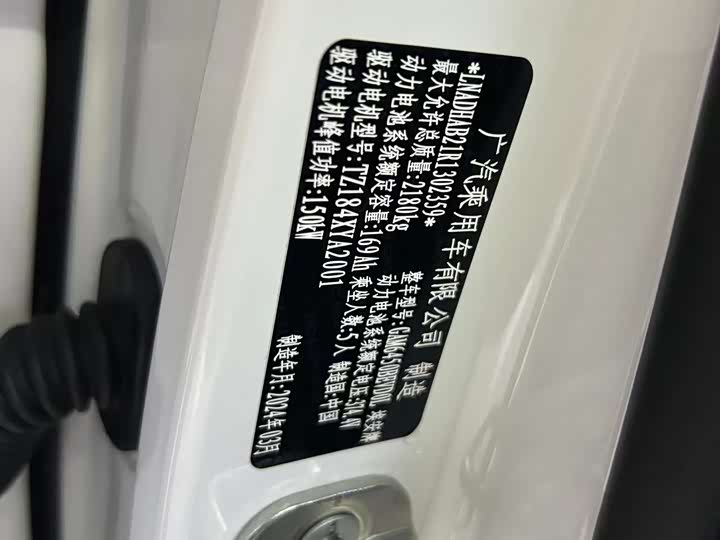 广汽乘用车有限公司 制造
*LNADHAB21R1302359* 埃安牌
最大允许总质量:2180kg 整车型号:
动力电池系统额定容量:169Ah 动力电池系统额定电压:374.4V
驱动电机型号:TZ184XYA2001 乘坐人数:5人 制造国:中国
驱动电机峰值功率:150kW 制造年月:2024年03月